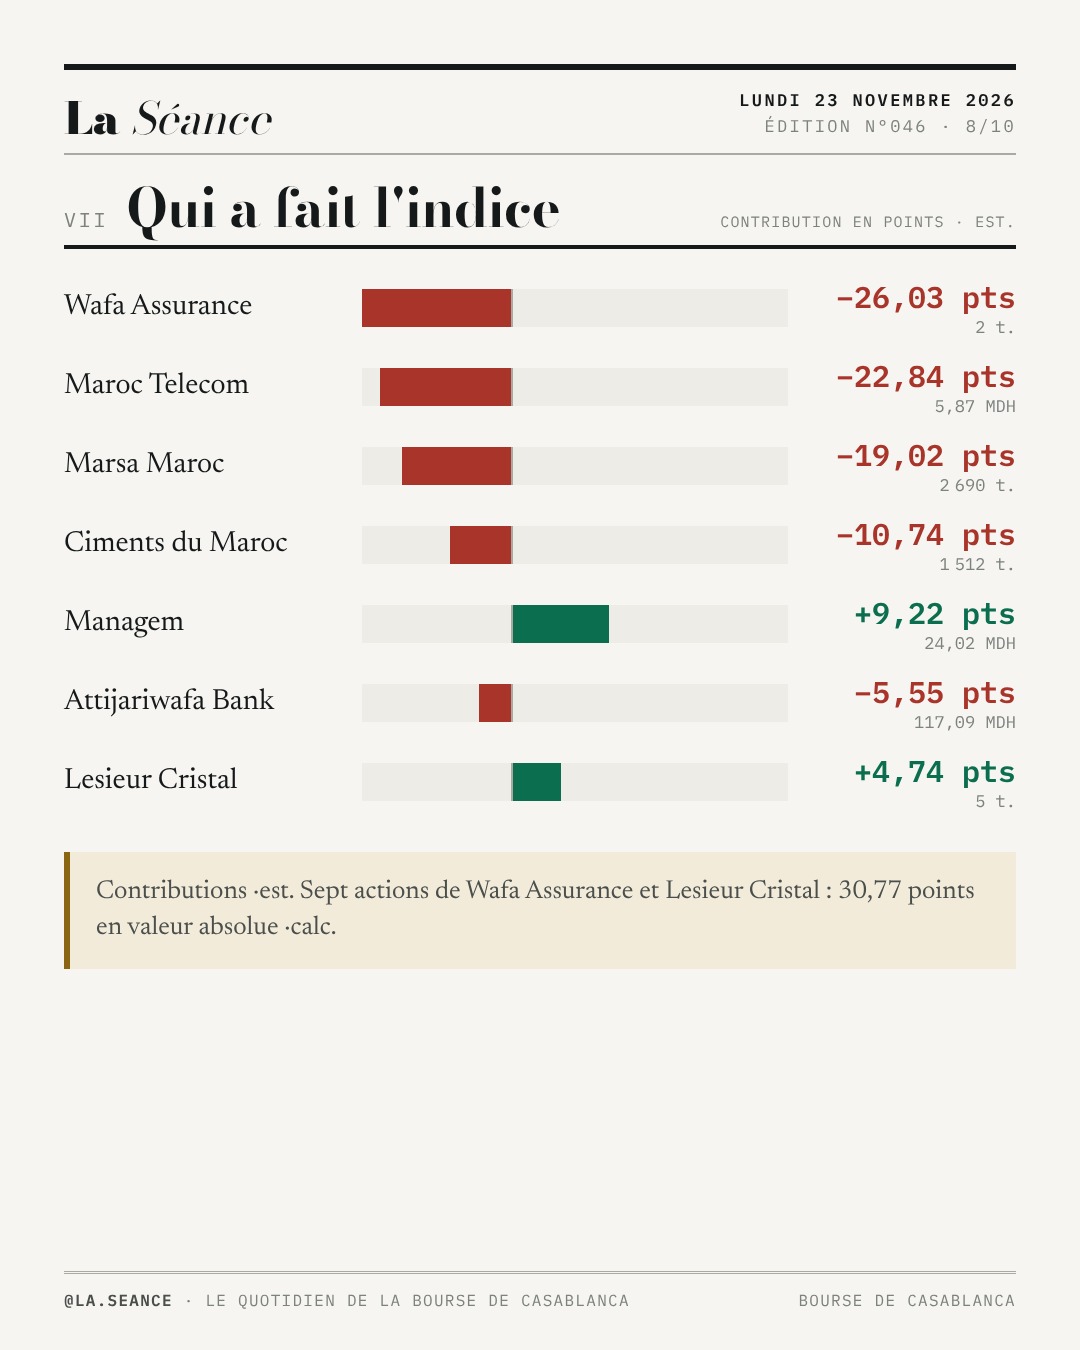 La Séance
LUNDI 23 NOVEMBRE 2026
ÉDITION N°046 · 8/10
VII Qui a fait l'indice
CONTRIBUTION EN POINTS · EST.
Wafa Assurance
−26,03 pts
2 t.
Maroc Telecom
−22,84 pts
5,87 MDH
Marsa Maroc
−19,02 pts
2 690 t.
Ciments du Maroc
−10,74 pts
1 512 t.
Managem
+9,22 pts
24,02 MDH
Attijariwafa Bank
−5,55 pts
117,09 MDH
Lesieur Cristal
+4,74 pts
5 t.
Contributions ·est. Sept actions de Wafa Assurance et Lesieur Cristal : 30,77 points
en valeur absolue ·calc.
@LA.SEANCE · LE QUOTIDIEN DE LA BOURSE DE CASABLANCA
BOURSE DE CASABLANCA